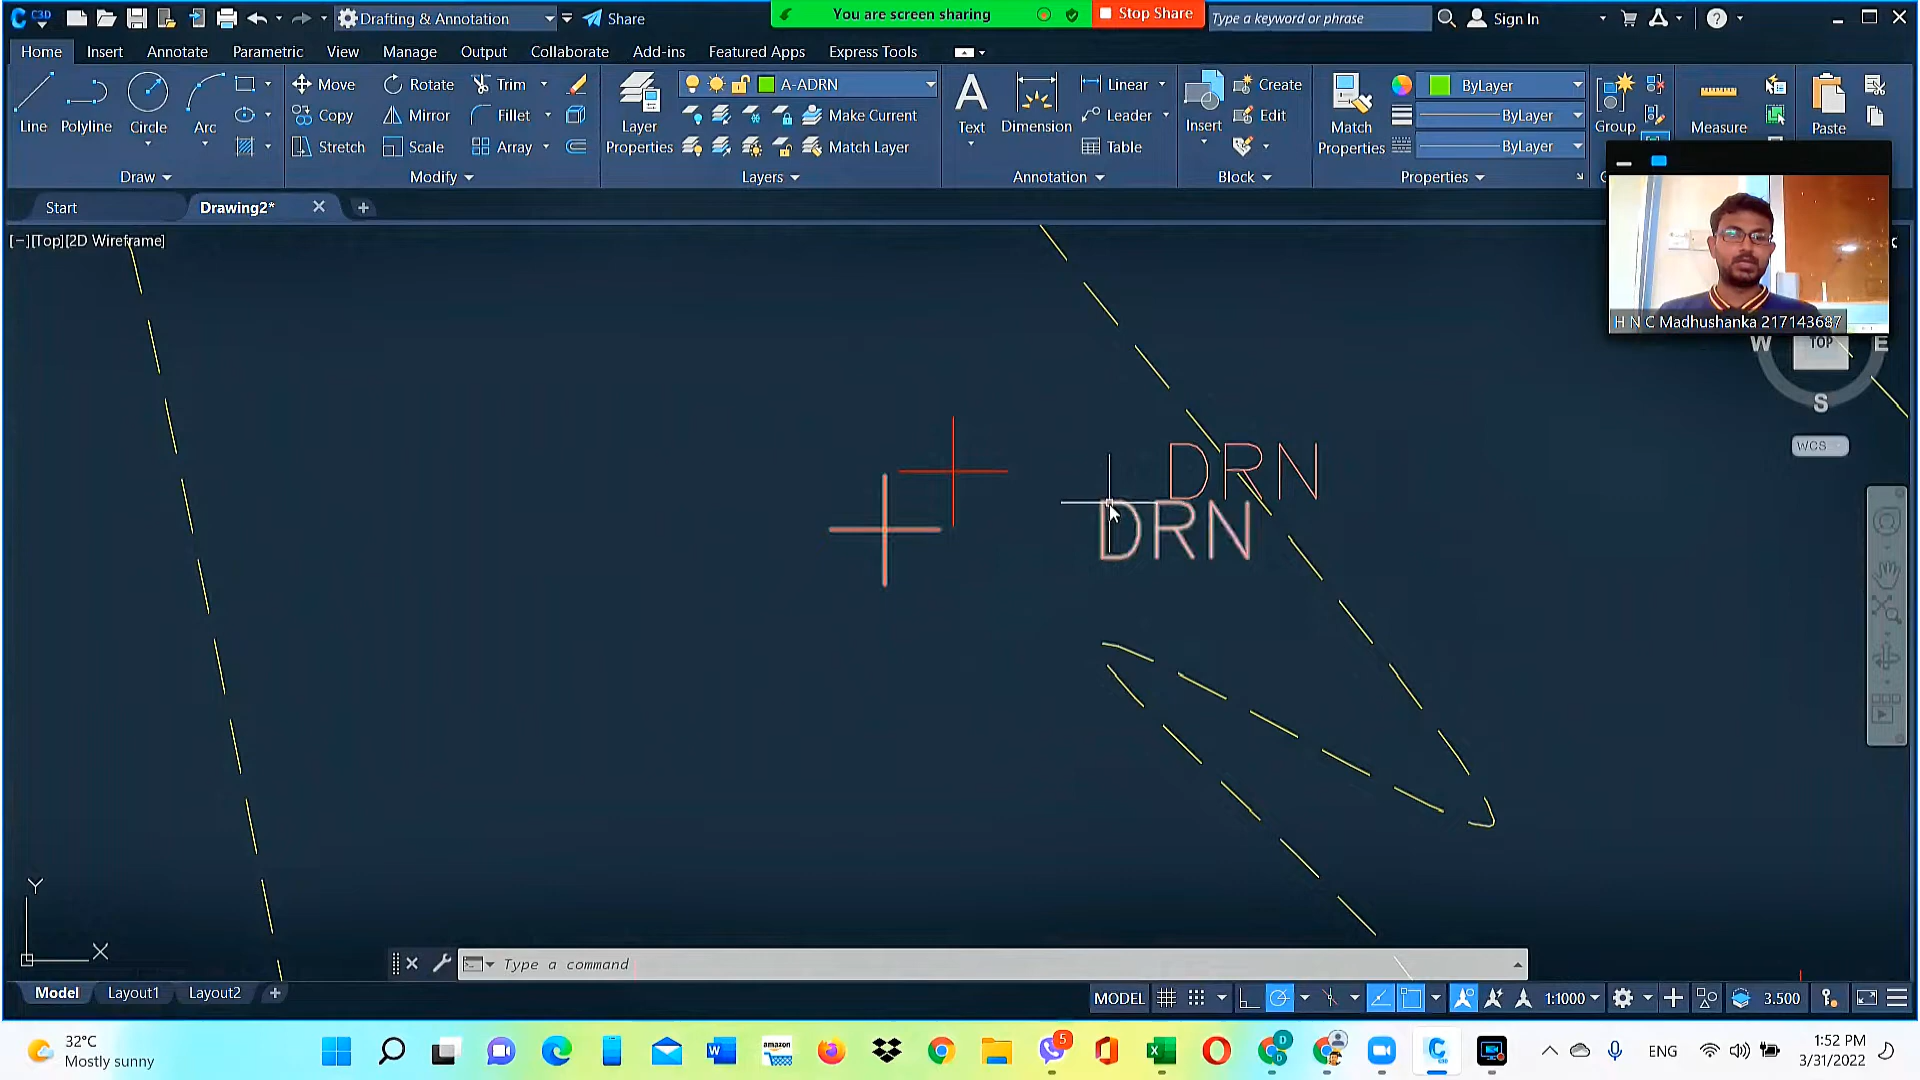 C3D
Drafting & Annotation
Share
You are screen sharing
Stop Share
Type a keyword or phrase
Sign In
Home Insert Annotate Parametric View Manage Output Collaborate Add-ins Featured Apps Express Tools
Line
Polyline
Circle
Arc
Draw
Move
Rotate
Trim
Copy
Mirror
Fillet
Stretch
Scale
Array
Modify
Layer
Properties
A-ADRN
Make Current
Match Layer
Layers
Text
Dimension
Linear
Leader
Table
Annotation
Insert
Create
Edit
Block
Match
Properties
ByLayer
ByLayer
ByLayer
Properties
Group
Measure
Paste
Start
Drawing2*
[−][Top][2D Wireframe]
H N C Madhushanka 217143687
W TOP E
S
WCS
DRN
DRN
Y
X
Type a command
Model Layout1 Layout2
MODEL
1:1000
3.500
32°C
Mostly sunny
amazon
5
ENG
1:52 PM
3/31/2022